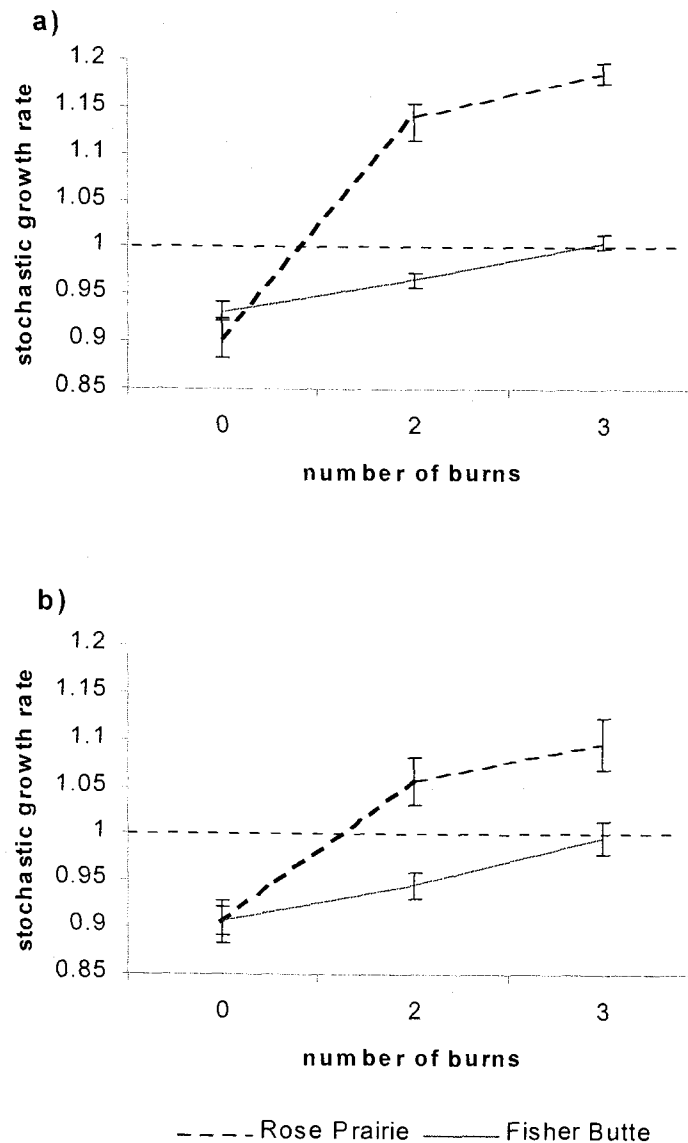 a)
stochastic growth rate
1.2
1.15
1.1
1.05
1
0.95
0.9
0.85
0 2 3
number of burns
b)
stochastic growth rate
1.2
1.15
1.1
1.05
1
0.95
0.9
0.85
0 2 3
number of burns
Rose Prairie Fisher Butte